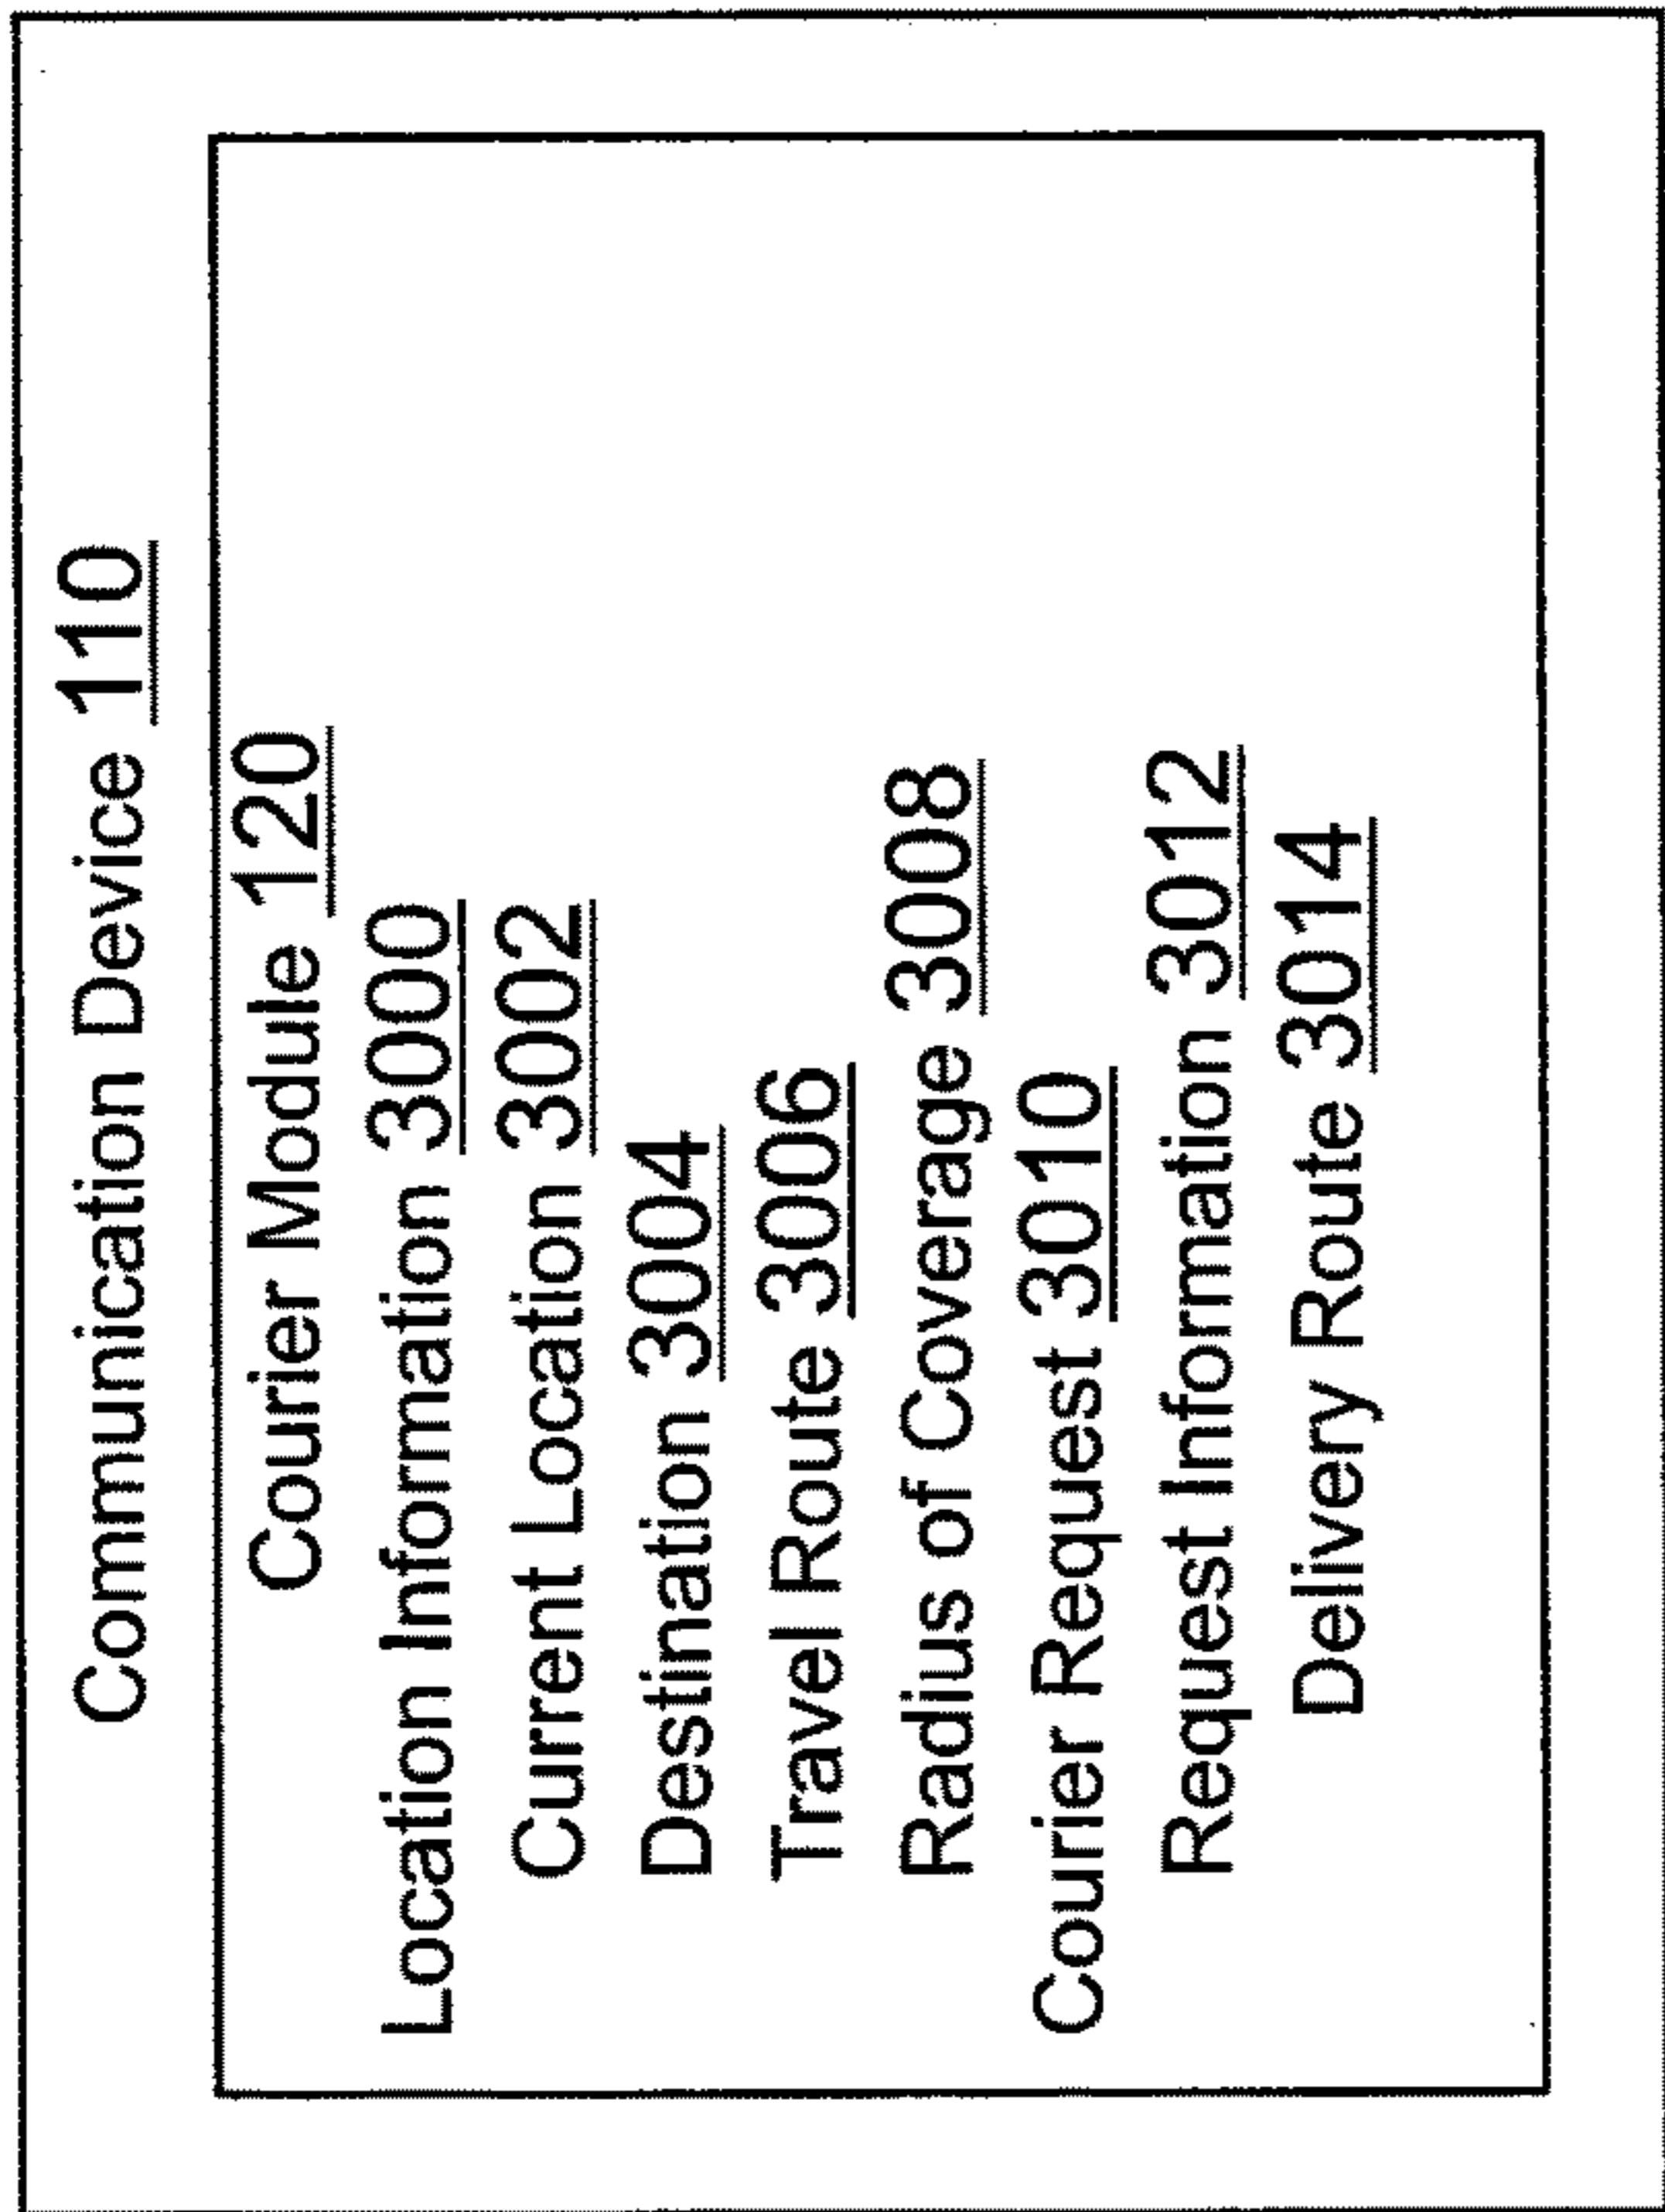 Communication Device 110
Courier Module 120
Location Information 3000
Current Location 3002
Destination 3004
Travel Route 3006
Radius of Coverage 3008
Courier Request 3010
Request Information 3012
Delivery Route 3014